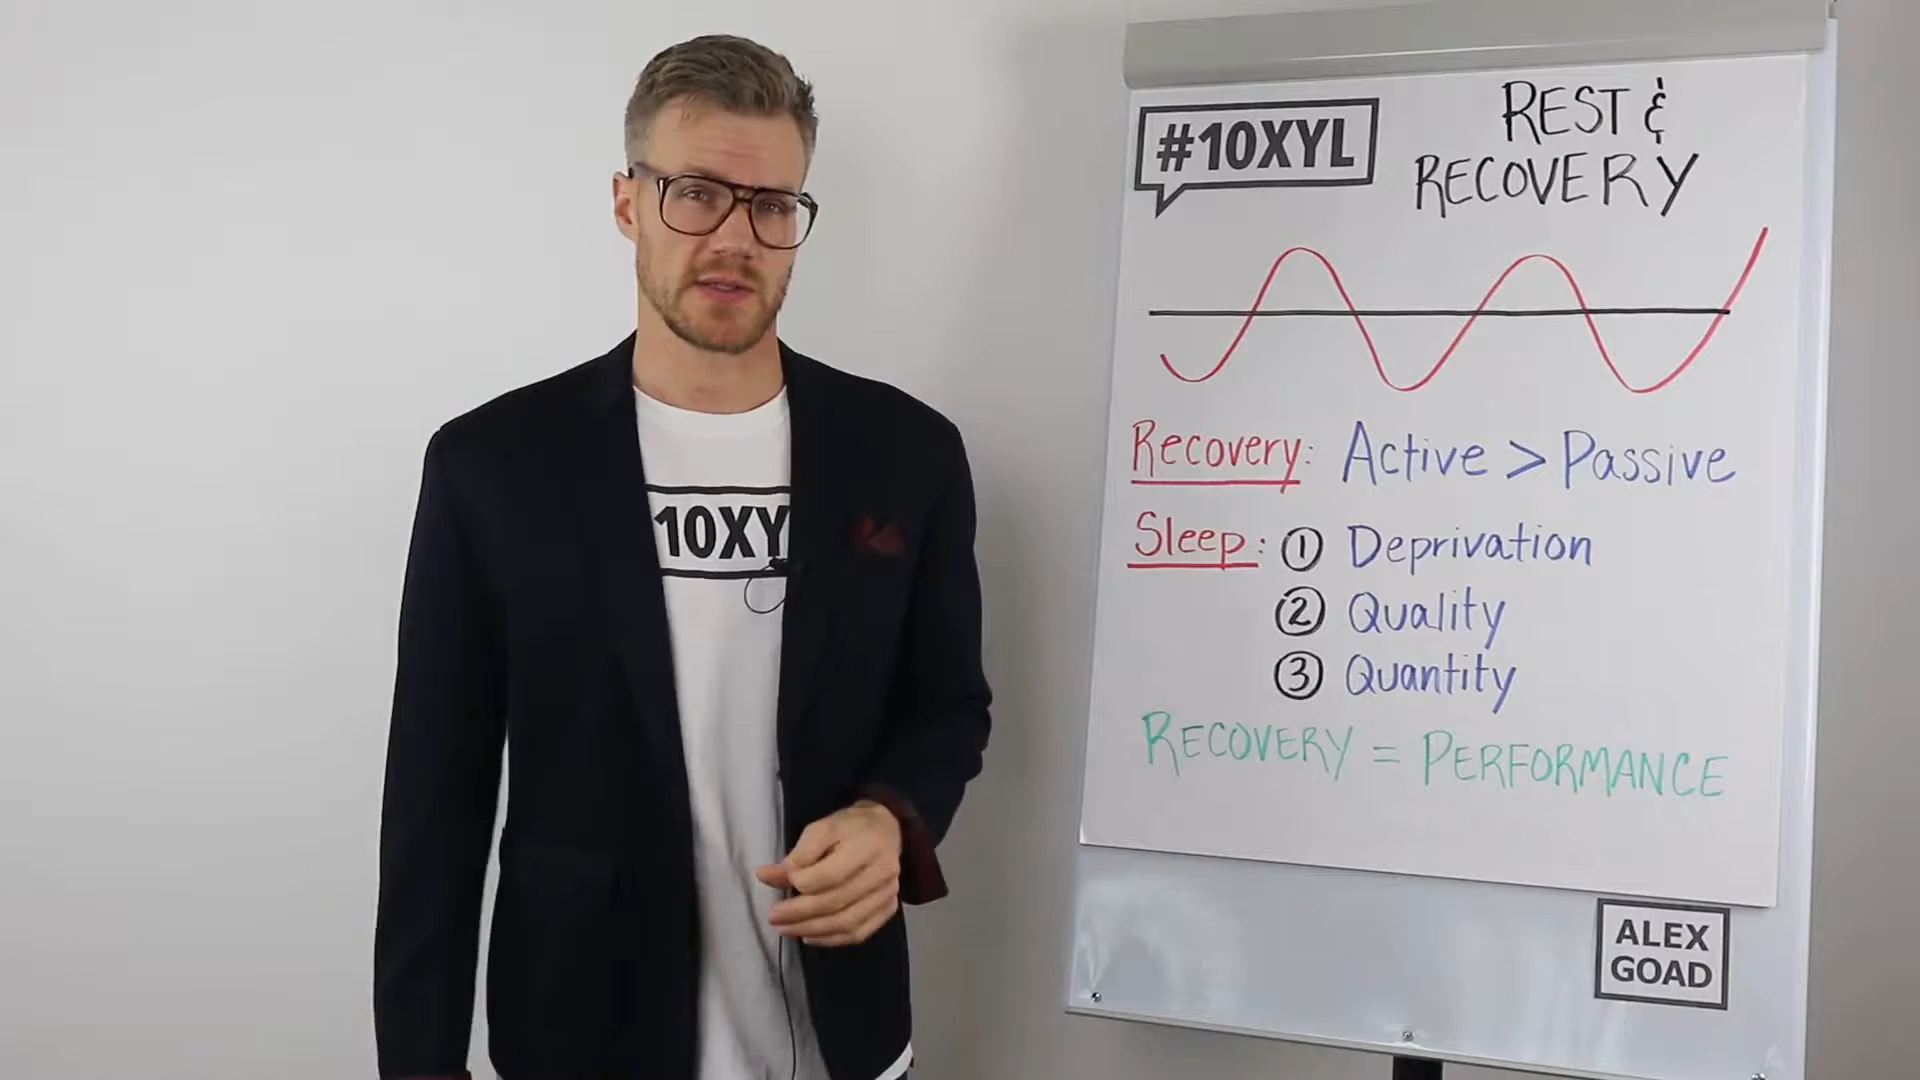 #10XYL
REST &
RECOVERY
Recovery: Active > Passive
Sleep: ① Deprivation
② Quality
③ Quantity
RECOVERY = PERFORMANCE
10XY
ALEX
GOAD